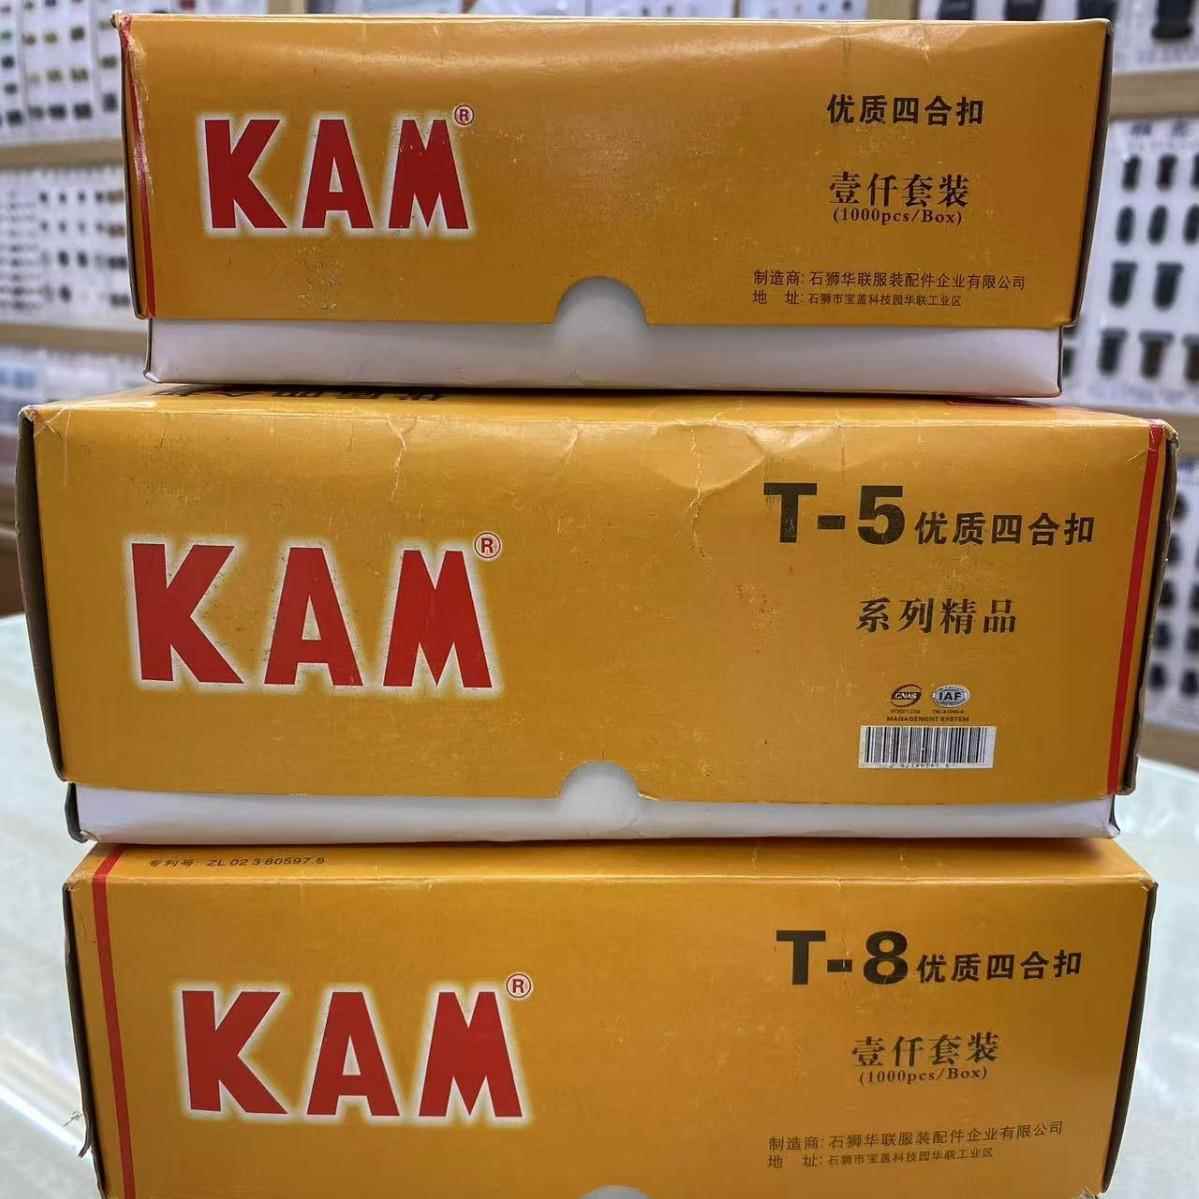 KAM®
优质四合扣
壹仟套装
(1000pcs/Box)
制造商: 石狮华联服装配件企业有限公司
地 址: 石狮市宝盖科技园华联工业区
KAM®
T-5 优质四合扣
系列精品
CNAS IAF
MANAGEMENT SYSTEM
专利号: ZL 02 3 60597.6
KAM®
T-8 优质四合扣
壹仟套装
(1000pcs/Box)
制造商: 石狮华联服装配件企业有限公司
地 址: 石狮市宝盖科技园华联工业区